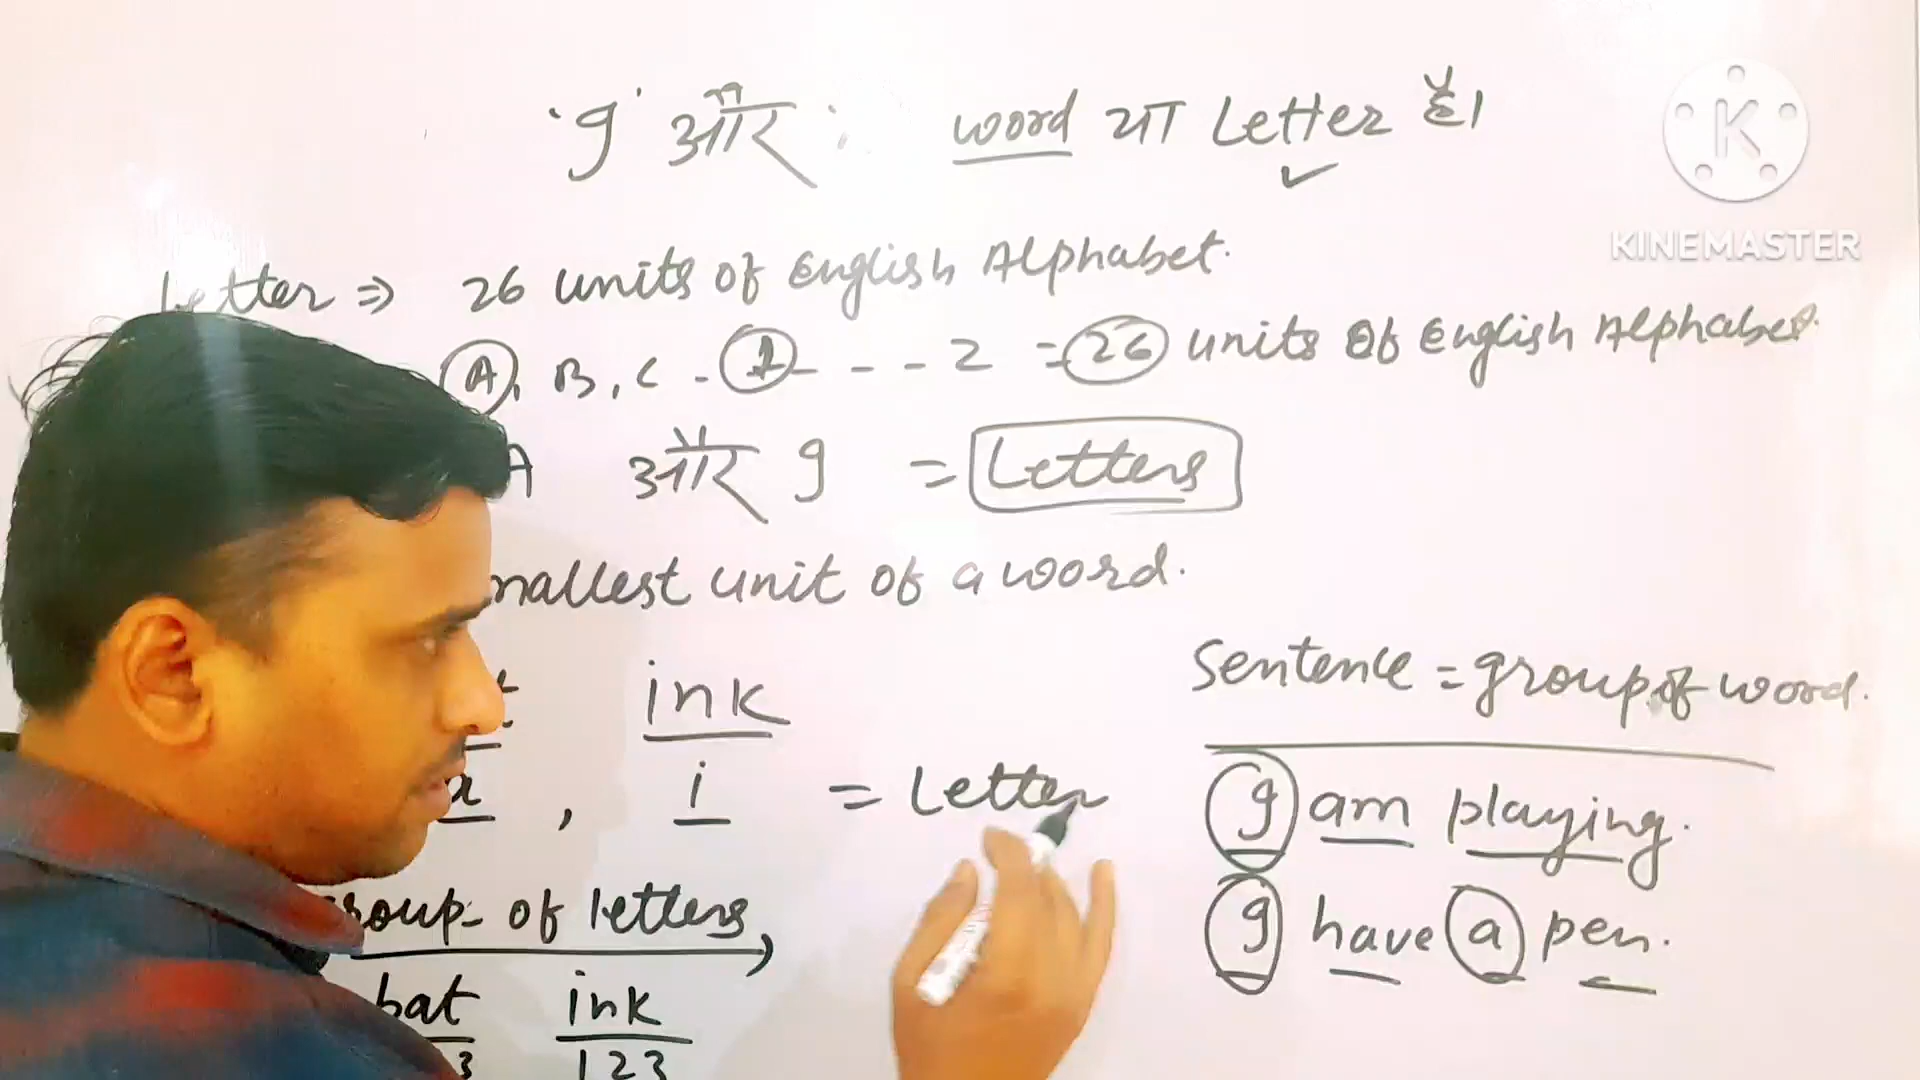 'I' और word या Letter है।
KINEMASTER
Letter ⇒ 26 units of English Alphabet.
A, B, C - I - - - Z = 26 units of English Alphabet.
A और I = Letters
smallest unit of a word.
ink
Sentence = group of word.
a , i = Letter
I am playing.
group of letters,
I have a pen.
bat ink
3 123